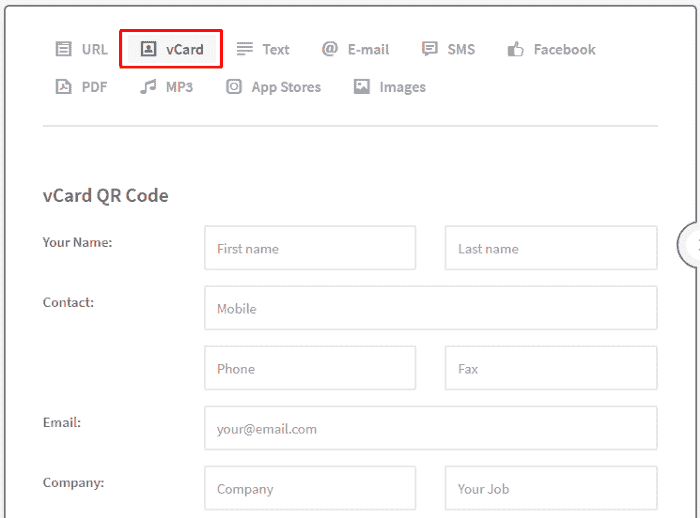 URL vCard Text E-mail SMS Facebook
PDF MP3 App Stores Images
vCard QR Code
Your Name: First name Last name
Contact: Mobile
Phone Fax
Email: your@email.com
Company: Company Your Job